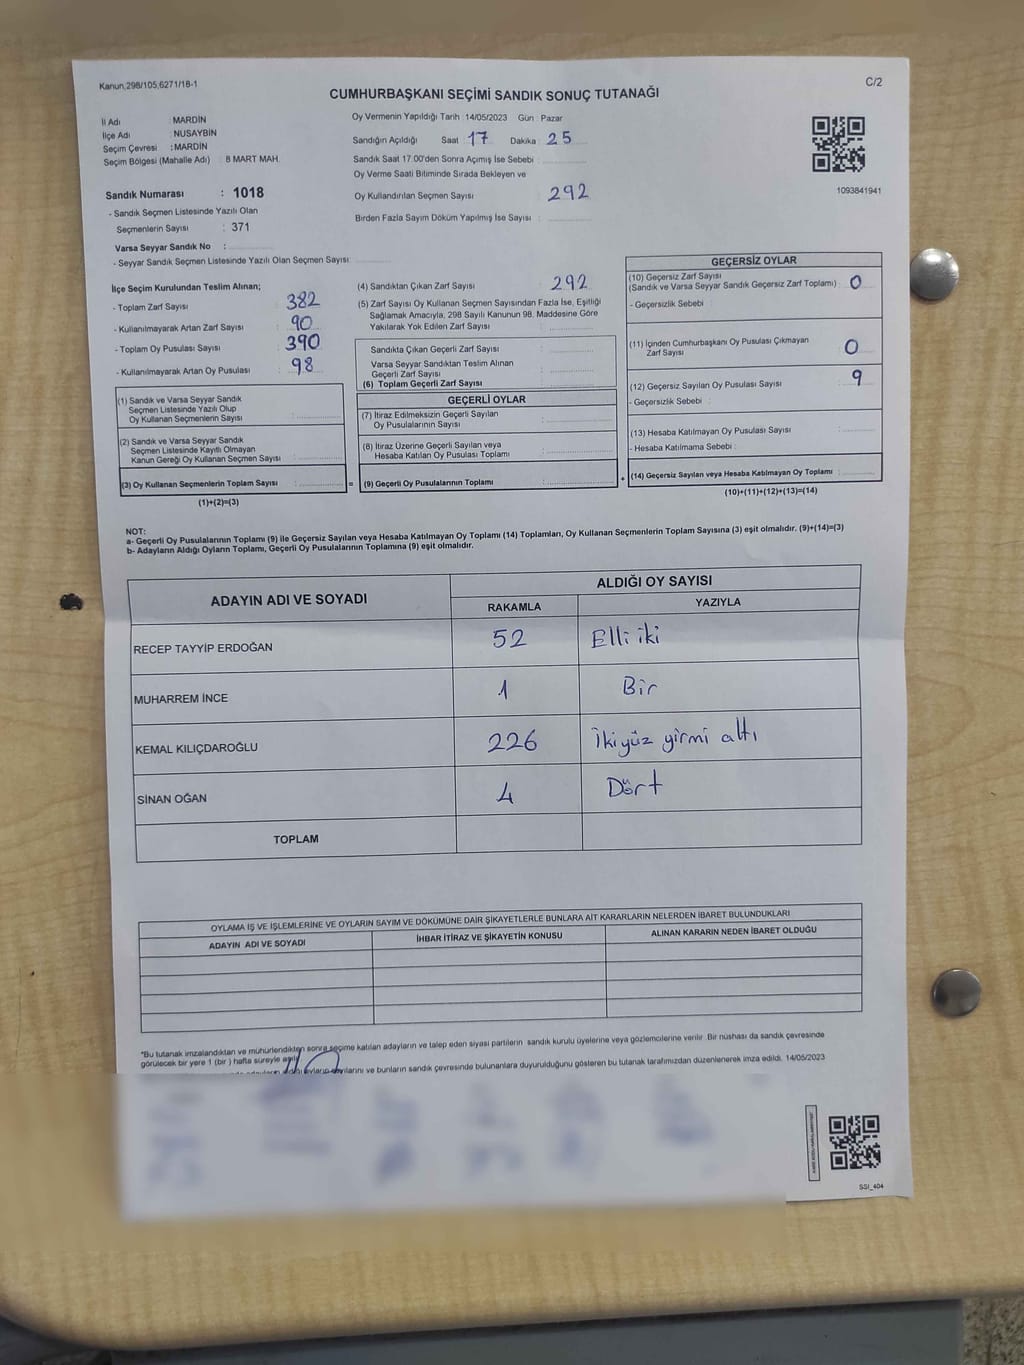 Kanun,298/105,6271/18-1
C/2
CUMHURBAŞKANI SEÇİMİ SANDIK SONUÇ TUTANAĞI
İl Adı : MARDİN
İlçe Adı : NUSAYBİN
Seçim Çevresi : MARDİN
Seçim Bölgesi (Mahalle Adı) : 8 MART MAH.
Sandık Numarası : 1018
- Sandık Seçmen Listesinde Yazılı Olan
Seçmenlerin Sayısı : 371
Varsa Seyyar Sandık No :
- Seyyar Sandık Seçmen Listesinde Yazılı Olan Seçmen Sayısı:
Oy Vermenin Yapıldığı Tarih 14/05/2023 Gün : Pazar
Sandığın Açıldığı Saat : 17 Dakika : 25
Sandık Saat 17.00'den Sonra Açımış İse Sebebi :
Oy Verme Saati Bitiminde Sırada Bekleyen ve
Oy Kullandırılan Seçmen Sayısı : 292
Birden Fazla Sayım Döküm Yapılmış İse Sayısı :
1093841941
İlçe Seçim Kurulundan Teslim Alınan;
- Toplam Zarf Sayısı : 382
- Kullanılmayarak Artan Zarf Sayısı : 90
- Toplam Oy Pusulası Sayısı : 390
- Kullanılmayarak Artan Oy Pusulası : 98
(1) Sandık ve Varsa Seyyar Sandık
Seçmen Listesinde Yazılı Olup
Oy Kullanan Seçmenlerin Sayısı :
(2) Sandık ve Varsa Seyyar Sandık
Seçmen Listesinde Kayıtlı Olmayan
Kanun Gereği Oy Kullanan Seçmen Sayısı :
(3) Oy Kullanan Seçmenlerin Toplam Sayısı :
(1)+(2)=(3)
=
(4) Sandıktan Çıkan Zarf Sayısı : 292
(5) Zarf Sayısı Oy Kullanan Seçmen Sayısından Fazla İse, Eşitliği
Sağlamak Amacıyla, 298 Sayılı Kanunun 98. Maddesine Göre
Yakılarak Yok Edilen Zarf Sayısı :
Sandıkta Çıkan Geçerli Zarf Sayısı :
Varsa Seyyar Sandıktan Teslim Alınan
Geçerli Zarf Sayısı :
(6) Toplam Geçerli Zarf Sayısı :
GEÇERLİ OYLAR
(7) İtiraz Edilmeksizin Geçerli Sayılan
Oy Pusulalarının Sayısı :
(8) İtiraz Üzerine Geçerli Sayılan veya
Hesaba Katılan Oy Pusulası Toplamı :
(9) Geçerli Oy Pusulalarının Toplamı :
+
GEÇERSİZ OYLAR
(10) Geçersiz Zarf Sayısı
(Sandık ve Varsa Seyyar Sandık Geçersiz Zarf Toplamı) : 0
- Geçersizlik Sebebi :
(11) İçinden Cumhurbaşkanı Oy Pusulası Çıkmayan
Zarf Sayısı : 0
(12) Geçersiz Sayılan Oy Pusulası Sayısı : 9
- Geçersizlik Sebebi :
(13) Hesaba Katılmayan Oy Pusulası Sayısı :
- Hesaba Katılmama Sebebi :
(14) Geçersiz Sayılan veya Hesaba Katılmayan Oy Toplamı :
(10)+(11)+(12)+(13)=(14)
NOT:
a- Geçerli Oy Pusulalarının Toplamı (9) ile Geçersiz Sayılan veya Hesaba Katılmayan Oy Toplamı (14) Toplamları, Oy Kullanan Seçmenlerin Toplam Sayısına (3) eşit olmalıdır. (9)+(14)=(3)
b- Adayların Aldığı Oyların Toplamı, Geçerli Oy Pusulalarının Toplamına (9) eşit olmalıdır.
ADAYIN ADI VE SOYADI
ALDIĞI OY SAYISI
RAKAMLA YAZIYLA
RECEP TAYYİP ERDOĞAN 52 Elli iki
MUHARREM İNCE 1 Bir
KEMAL KILIÇDAROĞLU 226 İkiyüz yirmi altı
SİNAN OĞAN 4 Dört
TOPLAM
OYLAMA İŞ VE İŞLEMLERİNE VE OYLARIN SAYIM VE DÖKÜMÜNE DAİR ŞİKAYETLERLE BUNLARA AİT KARARLARIN NELERDEN İBARET BULUNDUKLARI
ADAYIN ADI VE SOYADI İHBAR İTİRAZ VE ŞİKAYETİN KONUSU ALINAN KARARIN NEDEN İBARET OLDUĞU
*Bu tutanak imzalandıktan ve mühürlendikten sonra seçime katılan adayların ve talep eden siyasi partilerin sandık kurulu üyelerine veya gözlemcilerine verilir. Bir nüshası da sandık çevresinde
görülecek bir yere 1 (bir ) hafta süreyle asılır.
ve bunların sandık çevresinde bulunanlara duyurulduğunu gösteren bu tutanak tarafımızdan düzenlenerek imza edildi. 14/05/2023
SSI_404